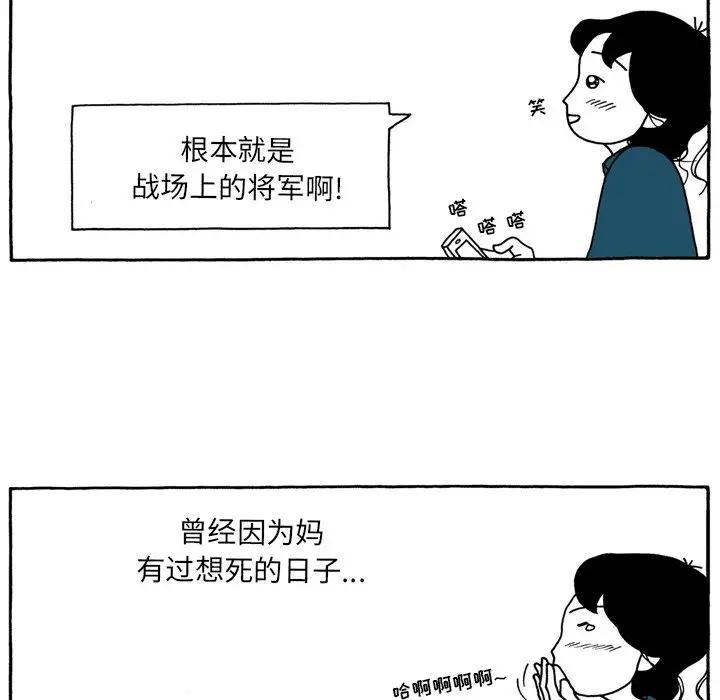 笑
根本就是
战场上的将军啊!
嗒
嗒 嗒
曾经因为妈
有过想死的日子...
哈啊啊啊啊~